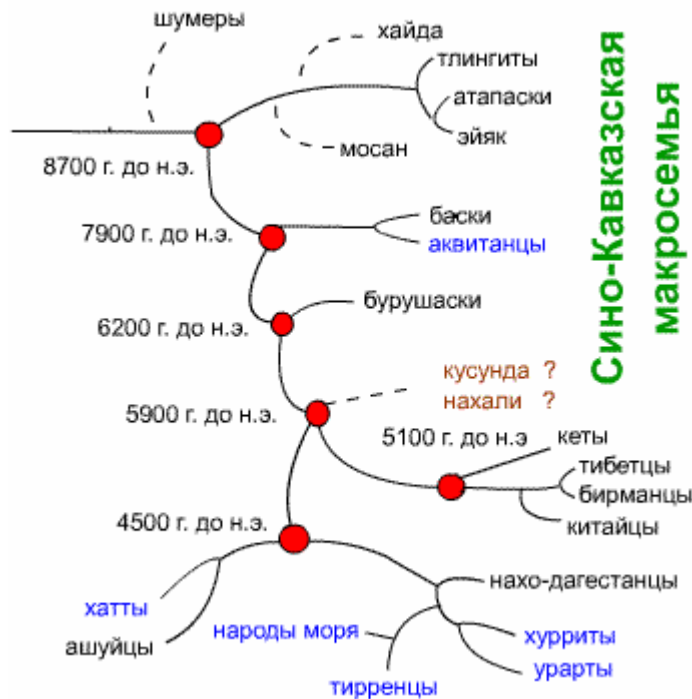 шумеры
хайда
тлингиты
атапаски
эйяк
мосан
8700 г. до н.э.
Сино-Кавказская
макросемья
баски
аквитанцы
7900 г. до н.э.
бурушаски
6200 г. до н.э.
кусунда ?
нахали ?
5900 г. до н.э.
5100 г. до н.э
кеты
тибетцы
бирманцы
китайцы
4500 г. до н.э.
нахо-дагестанцы
хатты
ашуйцы
народы моря
хурриты
урарты
тирренцы